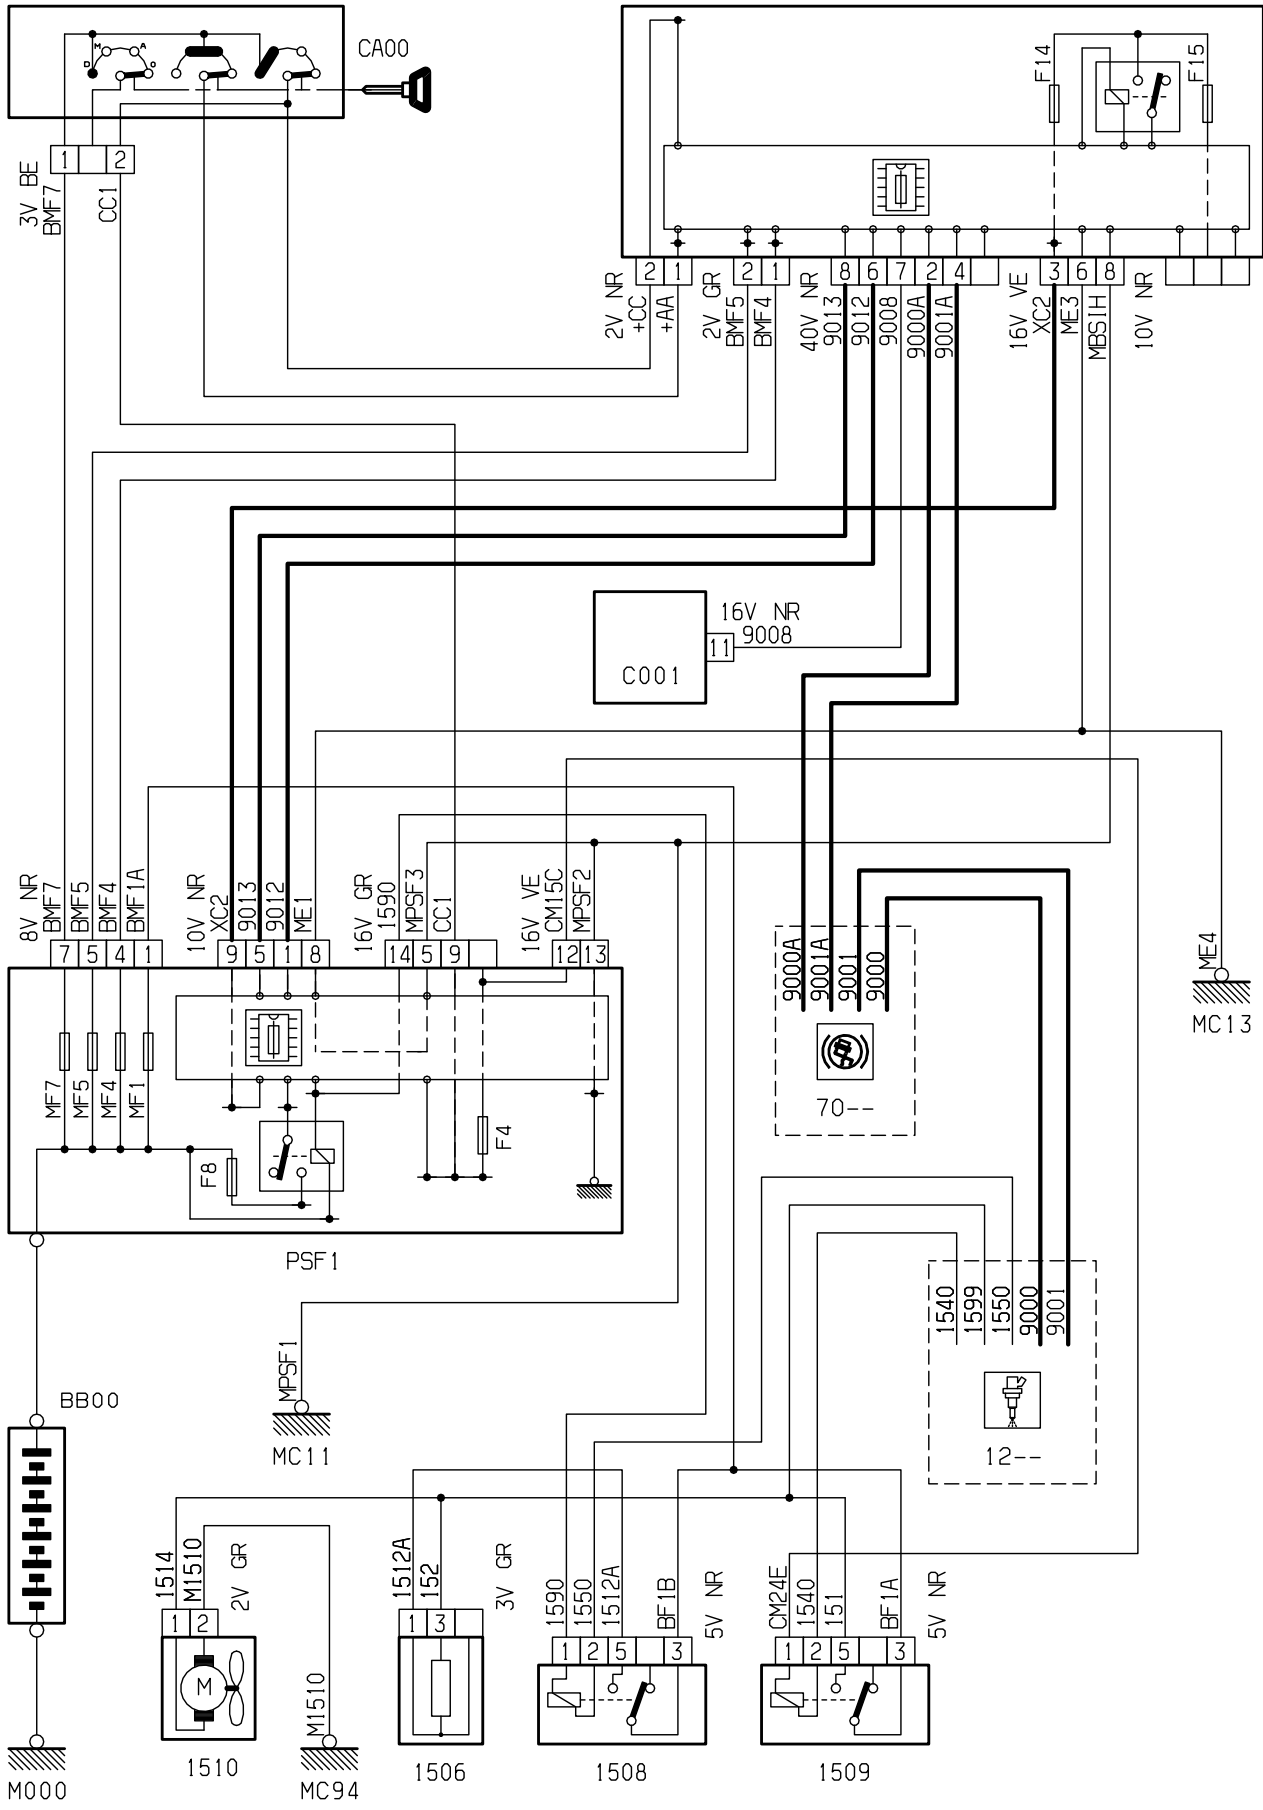 CA00
M
A
D
O
F14
F15
1
2
3V BE
BMF7
CC1
2
1
2
1
8
6
7
2
4
3
6
8
2V NR
+CC
+AA
2V GR
BMF5
BMF4
40V NR
9013
9012
9008
9000A
9001A
16V VE
XC2
ME3
MBSIH
10V NR
16V NR
9008
11
C001
8V NR
BMF7
BMF5
BMF4
BMF1A
10V NR
XC2
9013
9012
ME1
16V GR
1590
MPSF3
CC1
16V VE
CM15C
MPSF2
7
5
4
1
9
5
1
8
14
5
9
12
13
9000A
9001A
9001
9000
ME4
MC13
MF7
MF5
MF4
MF1
F8
F4
70--
PSF1
1540
1599
1550
9000
9001
12--
MPSF1
MC11
BB00
1514
M1510
2V GR
1512A
152
3V GR
1590
1550
1512A
BF1B
5V NR
CM24E
1540
151
BF1A
5V NR
1
2
1
3
1
2
5
3
1
2
5
3
M
M1510
M000
1510
MC94
1506
1508
1509